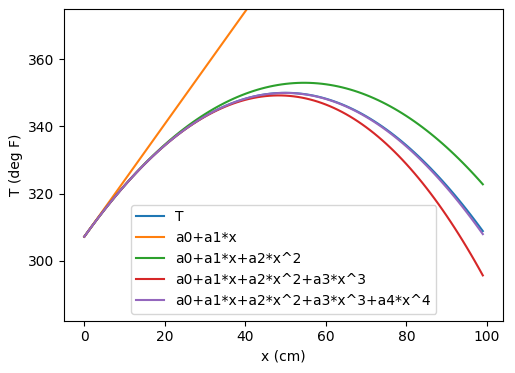 360
340
320
300
T (deg F)
T
a0+a1*x
a0+a1*x+a2*x^2
a0+a1*x+a2*x^2+a3*x^3
a0+a1*x+a2*x^2+a3*x^3+a4*x^4
0 20 40 60 80 100
x (cm)